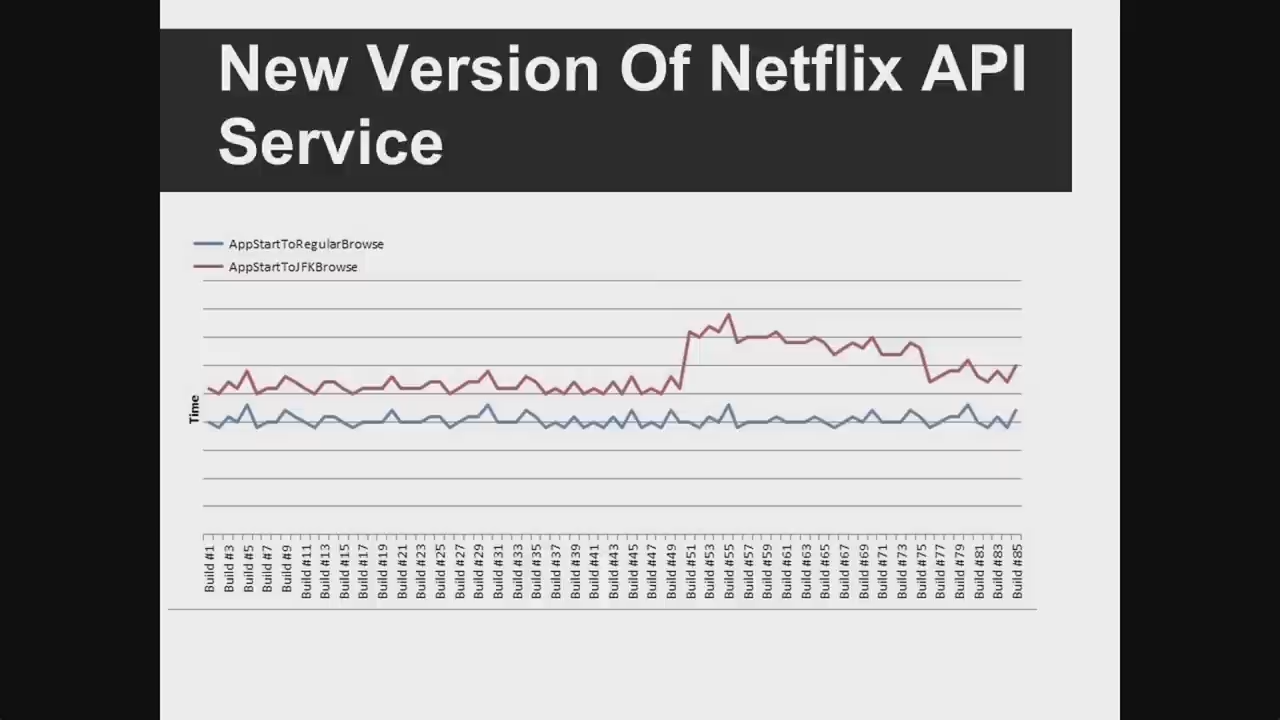 New Version Of Netflix API
Service
AppStartToRegularBrowse
AppStartToJFKBrowse
Time
Build #1
Build #3
Build #5
Build #7
Build #9
Build #11
Build #13
Build #15
Build #17
Build #19
Build #21
Build #23
Build #25
Build #27
Build #29
Build #31
Build #33
Build #35
Build #37
Build #39
Build #41
Build #43
Build #45
Build #47
Build #49
Build #51
Build #53
Build #55
Build #57
Build #59
Build #61
Build #63
Build #65
Build #67
Build #69
Build #71
Build #73
Build #75
Build #77
Build #79
Build #81
Build #83
Build #85